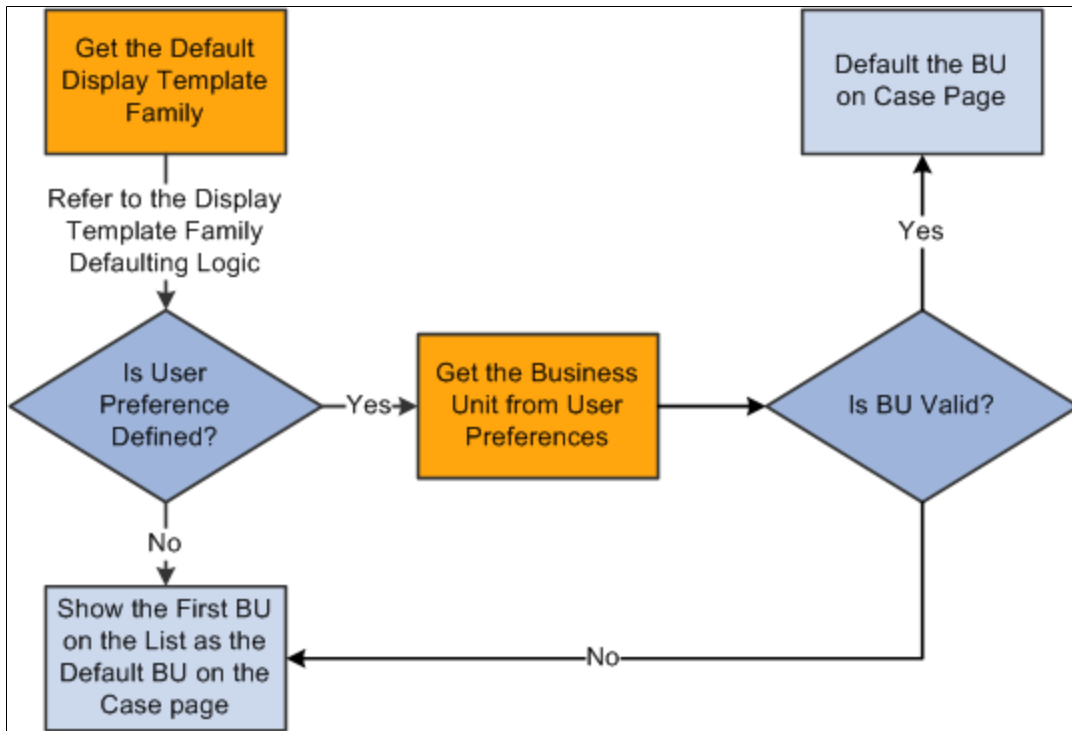 Get the Default
Display Template
Family
Default the BU
on Case Page
Refer to the Display
Template Family
Defaulting Logic
Yes
Is User
Preference
Defined?
Yes
Get the Business
Unit from User
Preferences
Is BU Valid?
No
Show the First BU
on the List as the
Default BU on the
Case page
No